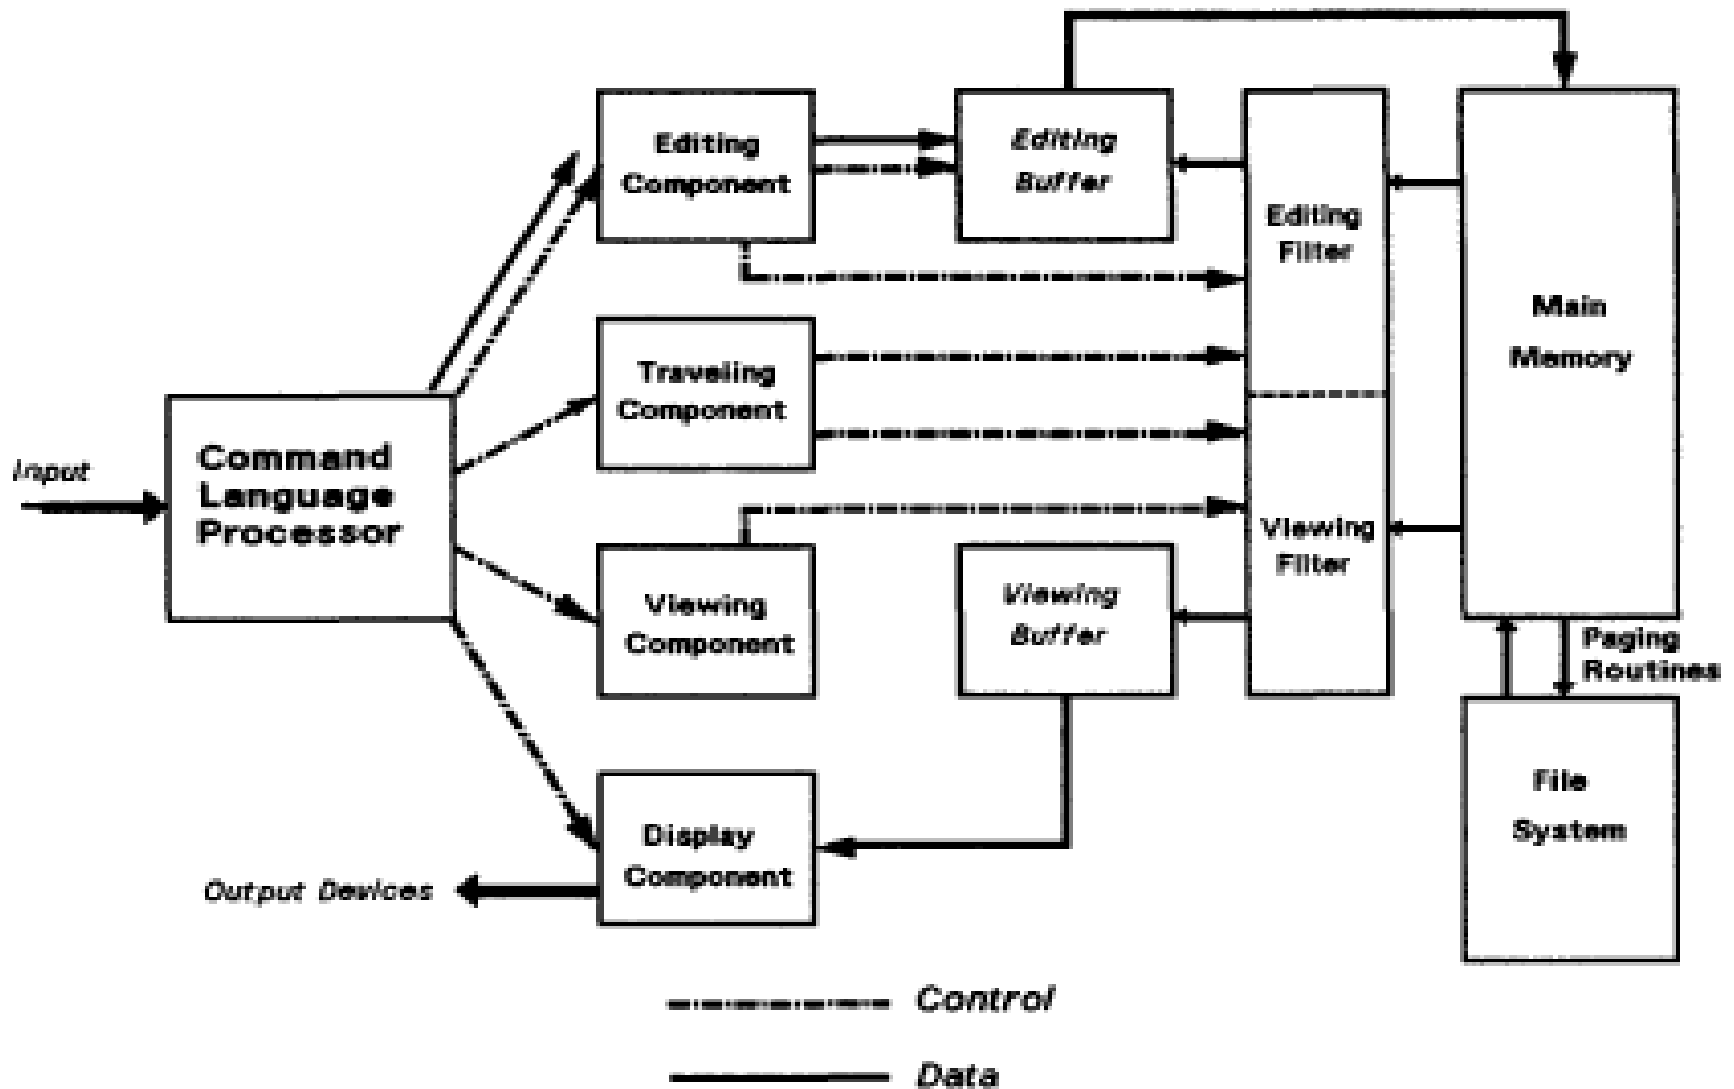 Editing
Component
Editing
Buffer
Editing
Filter
Main
Memory
Traveling
Component
Input
Command
Language
Processor
Viewing
Component
Viewing
Buffer
Viewing
Filter
Paging
Routines
File
System
Display
Component
Output Devices
Control
Data